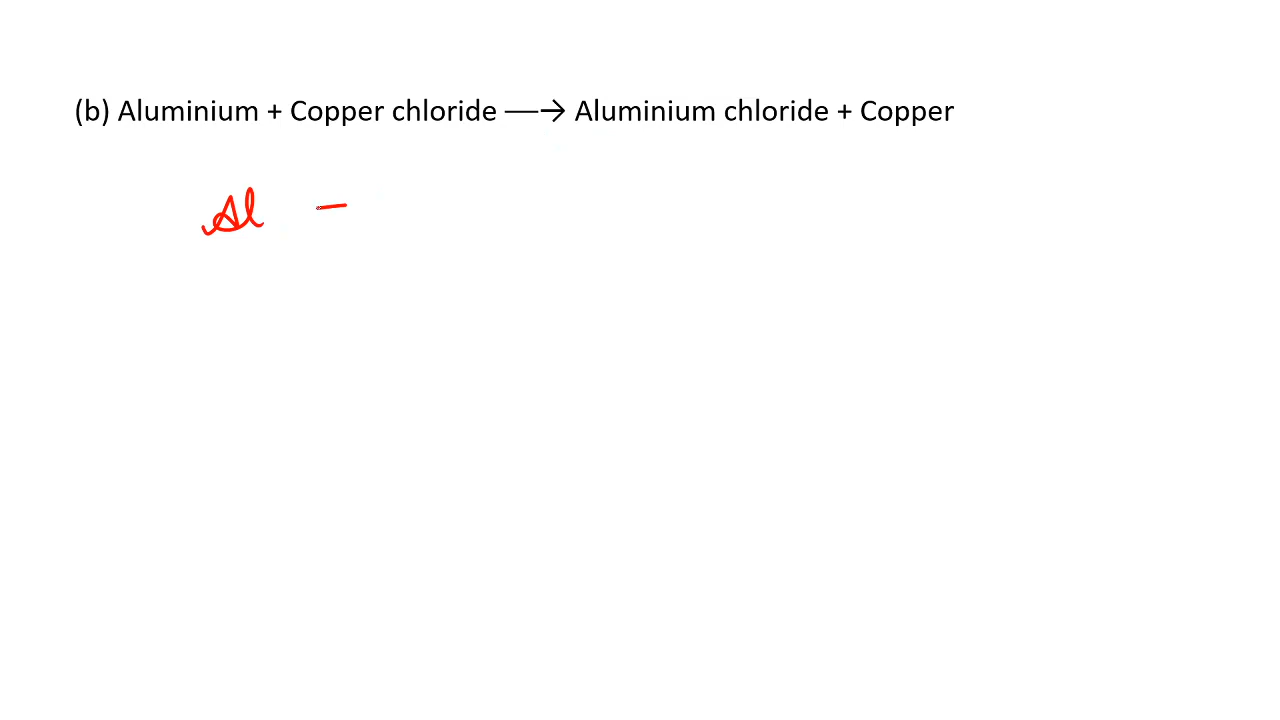 (b) Aluminium + Copper chloride —→ Aluminium chloride + Copper
Al –